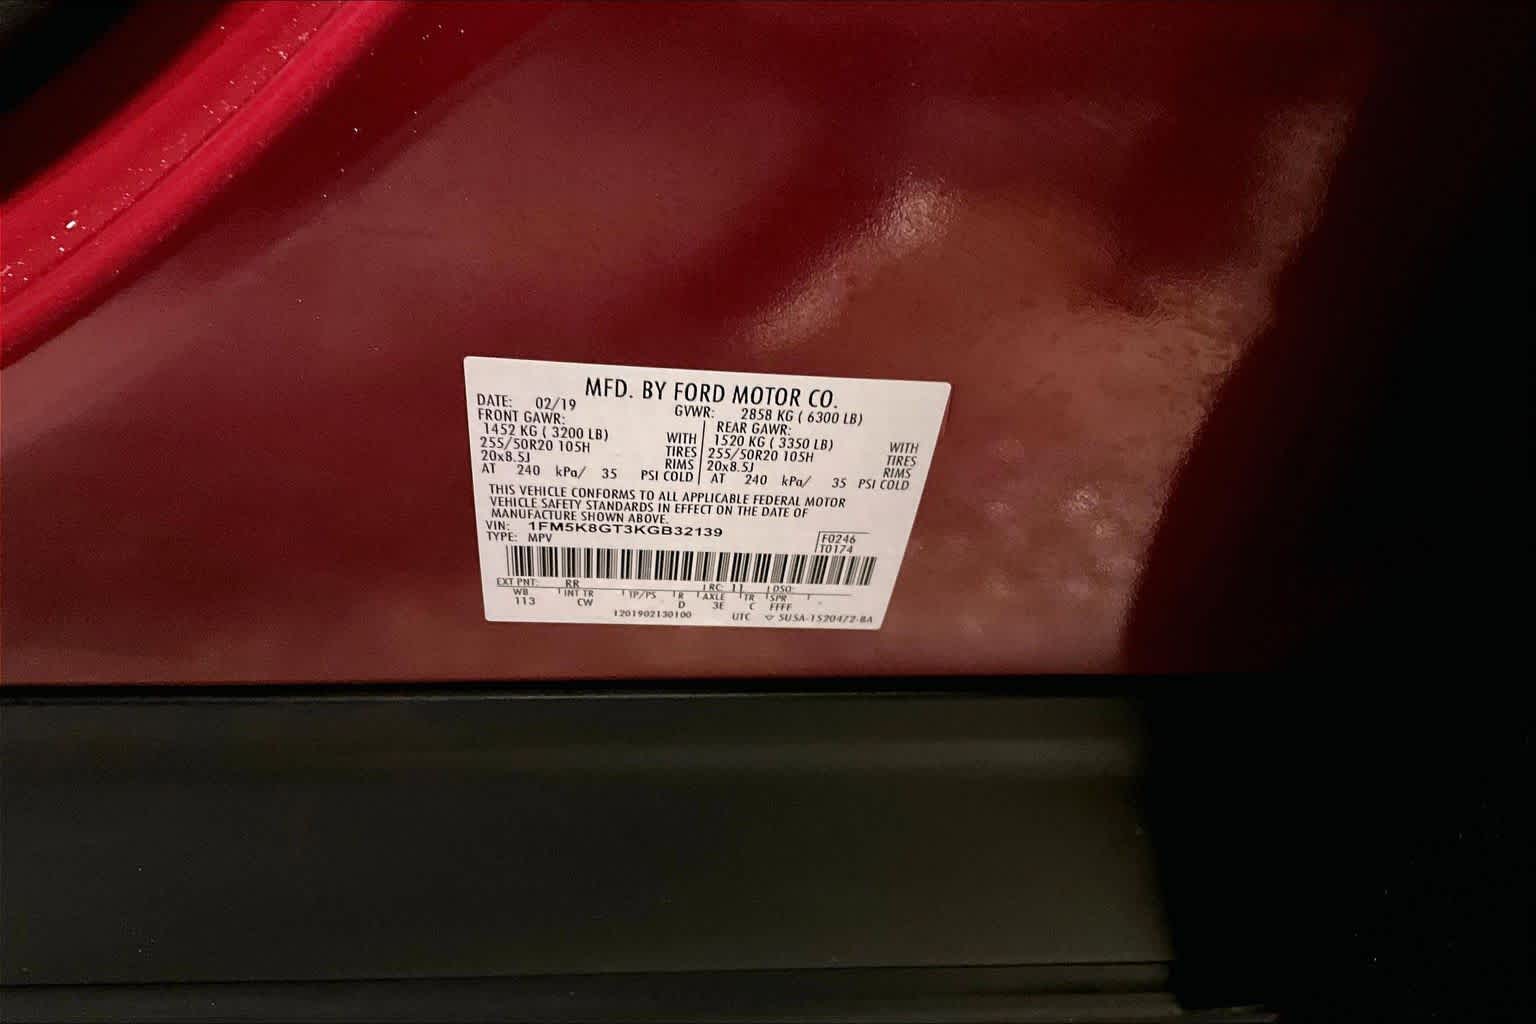 MFD. BY FORD MOTOR CO.
DATE: 02/19 GVWR: 2858 KG ( 6300 LB)
FRONT GAWR: REAR GAWR:
1452 KG ( 3200 LB) WITH 1520 KG ( 3350 LB) WITH
255/50R20 105H TIRES 255/50R20 105H TIRES
20x8.5J RIMS 20x8.5J RIMS
AT 240 kPa/ 35 PSI COLD AT 240 kPa/ 35 PSI COLD
THIS VEHICLE CONFORMS TO ALL APPLICABLE FEDERAL MOTOR
VEHICLE SAFETY STANDARDS IN EFFECT ON THE DATE OF
MANUFACTURE SHOWN ABOVE.
VIN: 1FM5K8GT3KGB32139
TYPE: MPV F0246
T0174
EXT PNT: RR RC: 11 DSO:
WB INT TR TP/PS R AXLE TR SPR
113 CW D 3E C FFFF
1201902130100 UTC ▽ 5USA-1520472-BA